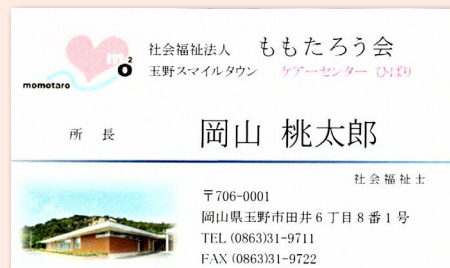 mo²
momotaro
社会福祉法人 ももたろう会
玉野スマイルタウン ケアーセンター ひばり
所 長 岡山 桃太郎
社会福祉士
〒706-0001
岡山県玉野市田井6丁目8番1号
TEL (0863)31-9711
FAX (0863)31-9722